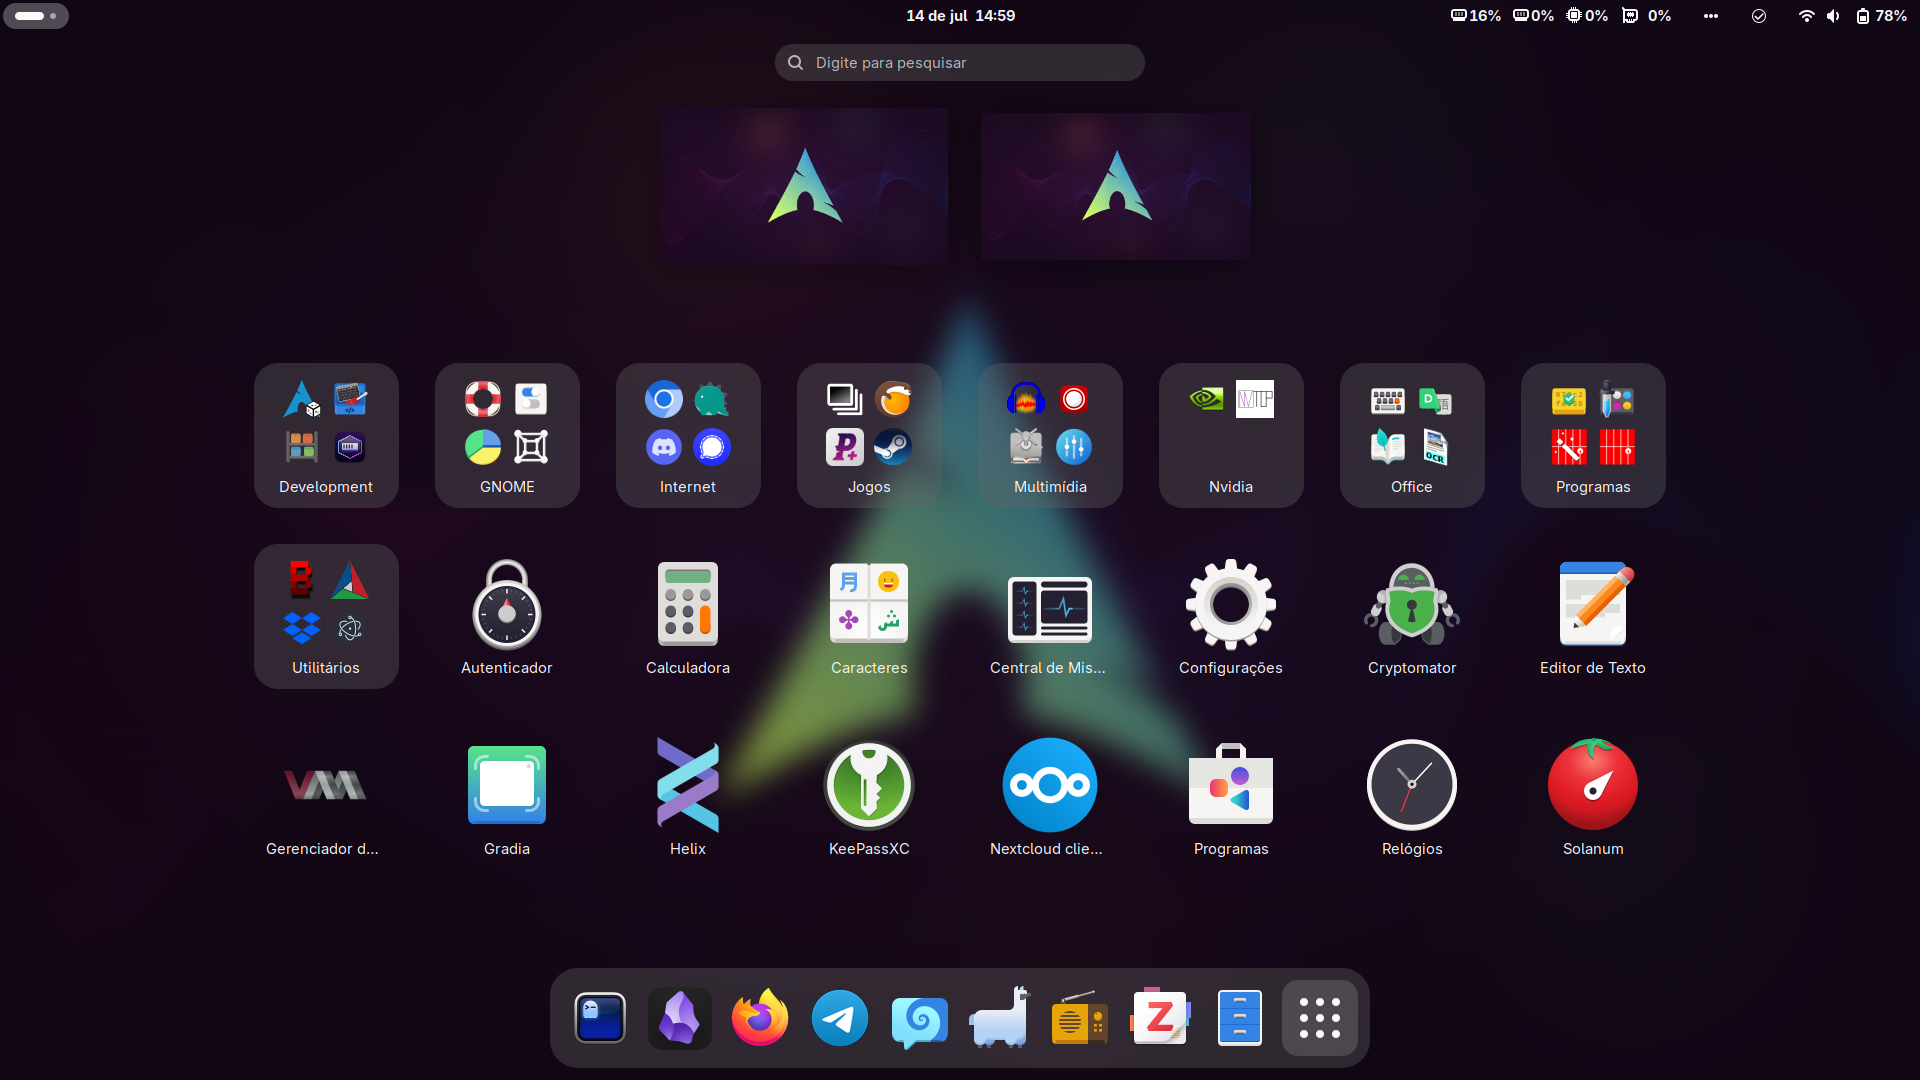 14 de jul 14:59
16% 0% 0% 0% 78%
Digite para pesquisar
Development
GNOME
Internet
Jogos
Multimídia
Nvidia
Office
Programas
Utilitários
Autenticador
Calculadora
Caracteres
Central de Mis...
Configurações
Cryptomator
Editor de Texto
Gerenciador d...
Gradia
Helix
KeePassXC
Nextcloud clie...
Programas
Relógios
Solanum